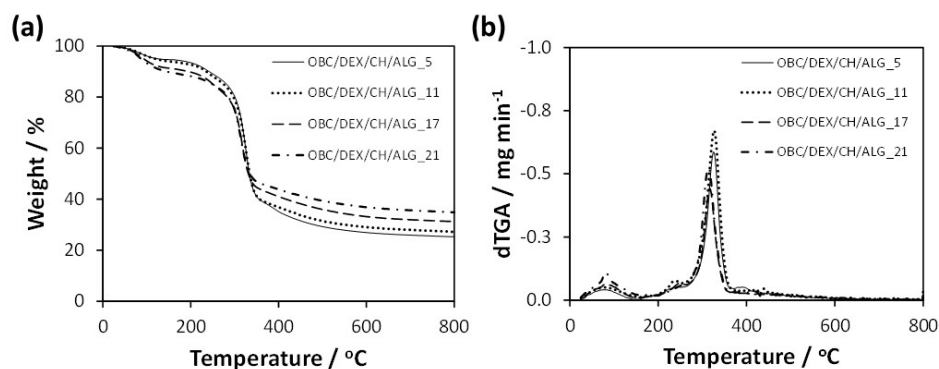 (a)
100
80
60
40
20
0
Weight / %
0 200 400 600 800
Temperature / °C
OBC/DEX/CH/ALG_5
OBC/DEX/CH/ALG_11
OBC/DEX/CH/ALG_17
OBC/DEX/CH/ALG_21
(b)
-1.0
-0.8
-0.5
-0.3
0.0
dTGA / mg min⁻¹
0 200 400 600 800
Temperature / °C
OBC/DEX/CH/ALG_5
OBC/DEX/CH/ALG_11
OBC/DEX/CH/ALG_17
OBC/DEX/CH/ALG_21